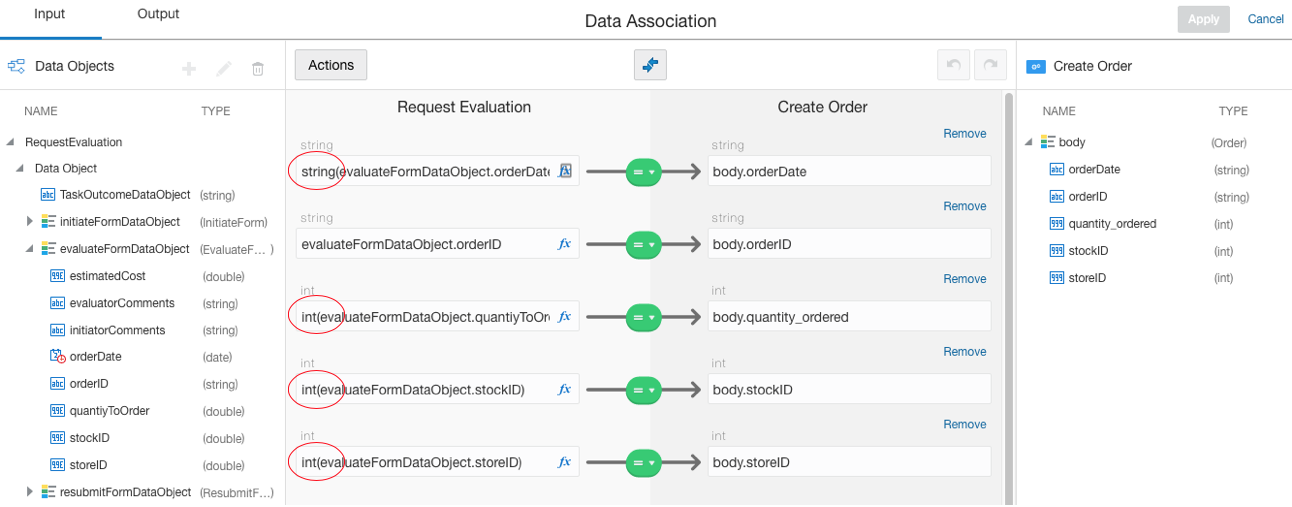 Input Output Data Association Apply Cancel
Data Objects Actions Create Order
NAME TYPE
RequestEvaluation
Data Object
TaskOutcomeDataObject (string)
initiateFormDataObject (InitiateForm)
evaluateFormDataObject (EvaluateF... )
estimatedCost (double)
evaluatorComments (string)
initiatorComments (string)
orderDate (date)
orderID (string)
quantiyToOrder (double)
stockID (double)
storeID (double)
resubmitFormDataObject (ResubmitF...)
Request Evaluation Create Order
Remove
string string
string(evaluateFormDataObject.orderDate fx = body.orderDate
Remove
string string
evaluateFormDataObject.orderID fx = body.orderID
Remove
int int
int(evaluateFormDataObject.quantiyToOr fx = body.quantity_ordered
Remove
int int
int(evaluateFormDataObject.stockID) fx = body.stockID
Remove
int int
int(evaluateFormDataObject.storeID) fx = body.storeID
NAME TYPE
body (Order)
orderDate (string)
orderID (string)
quantity_ordered (int)
stockID (int)
storeID (int)